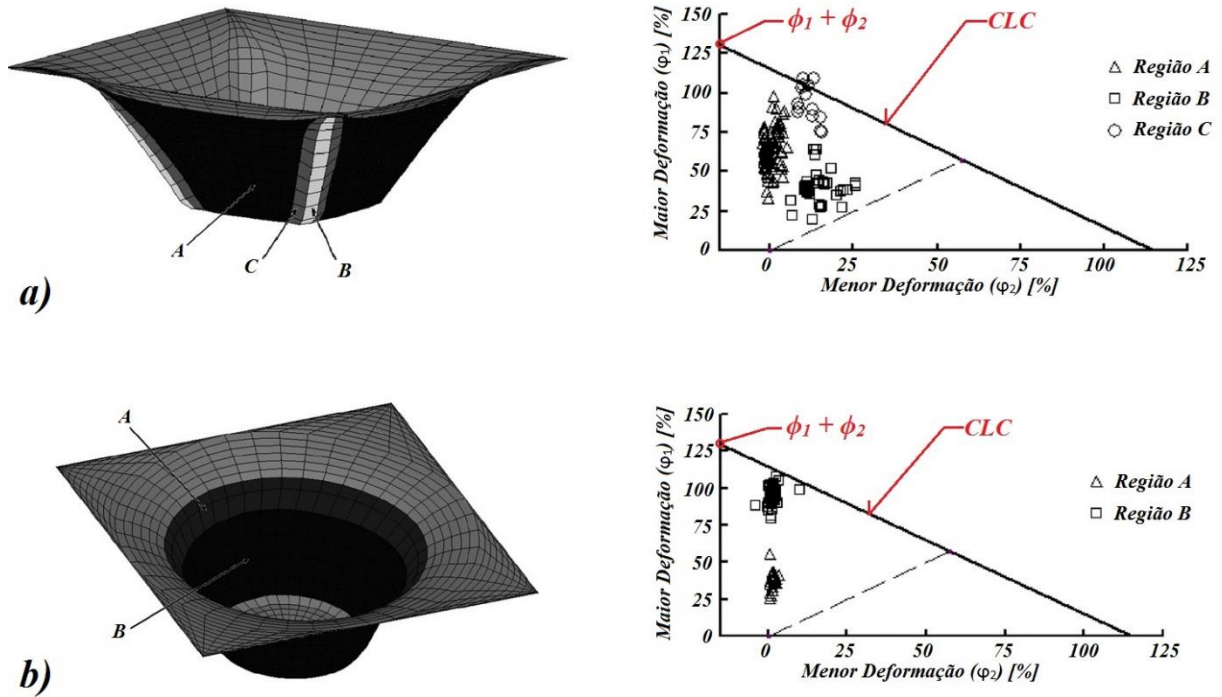 A
C
B
a)
ϕ1 + ϕ2
CLC
Maior Deformação (φ1) [%]
150
125
100
75
50
25
0
0
25
50
75
100
125
Menor Deformação (φ2) [%]
Região A
Região B
Região C
A
B
b)
ϕ1 + ϕ2
CLC
Maior Deformação (φ1) [%]
150
125
100
75
50
25
0
0
25
50
75
100
125
Menor Deformação (φ2) [%]
Região A
Região B